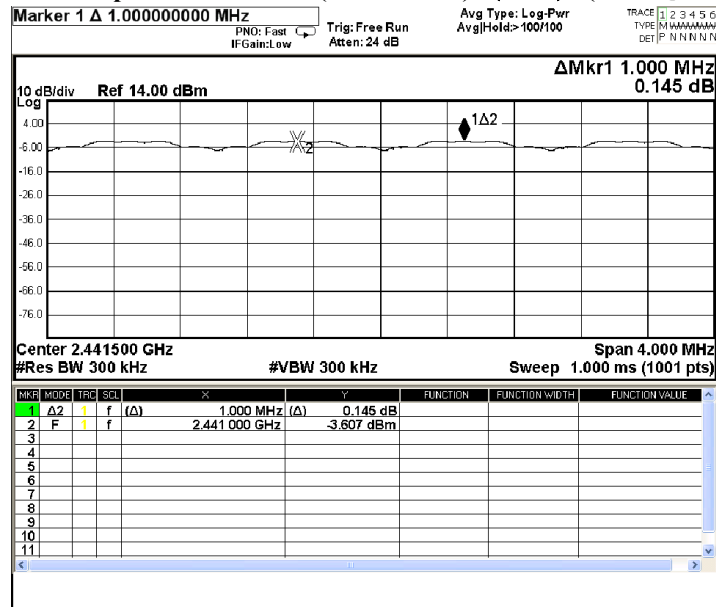 Marker 1 Δ 1.000000000 MHz
PNO: Fast
IFGain:Low
Trig: Free Run
Atten: 24 dB
Avg Type: Log-Pwr
Avg|Hold:>100/100
TRACE 1 2 3 4 5 6
TYPE M WWWWW
DET P N N N N N
ΔMkr1 1.000 MHz
0.145 dB
10 dB/div Ref 14.00 dBm
Log
4.00
-6.00
-16.0
-26.0
-36.0
-46.0
-56.0
-66.0
-76.0
1Δ2
2
Center 2.441500 GHz
Span 4.000 MHz
#Res BW 300 kHz
#VBW 300 kHz
Sweep 1.000 ms (1001 pts)
MKR MODE TRC SCL X Y FUNCTION FUNCTION WIDTH FUNCTION VALUE
1 Δ2 1 f (Δ) 1.000 MHz (Δ) 0.145 dB
2 F 1 f 2.441 000 GHz -3.607 dBm
3
4
5
6
7
8
9
10
11